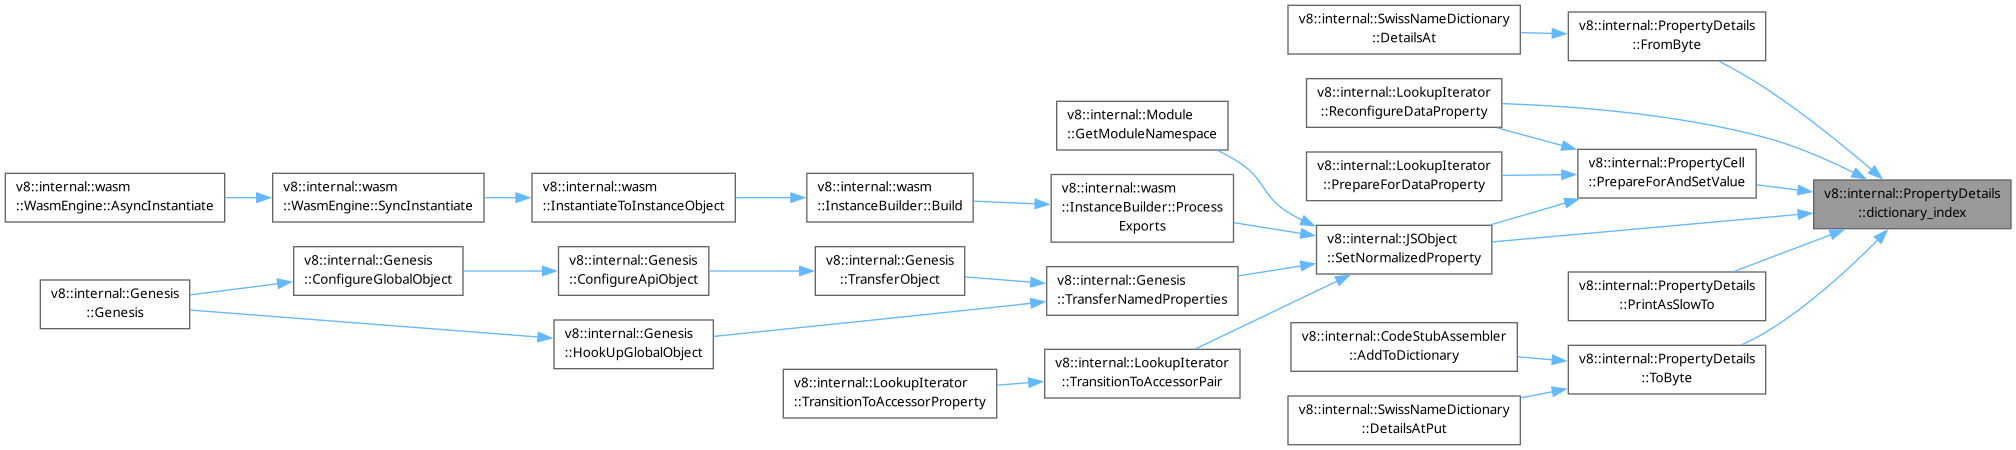 v8::internal::SwissNameDictionary
::DetailsAt
v8::internal::PropertyDetails
::FromByte
v8::internal::LookupIterator
::ReconfigureDataProperty
v8::internal::Module
::GetModuleNamespace
v8::internal::LookupIterator
::PrepareForDataProperty
v8::internal::PropertyCell
::PrepareForAndSetValue
v8::internal::wasm
::WasmEngine::AsyncInstantiate
v8::internal::wasm
::WasmEngine::SyncInstantiate
v8::internal::wasm
::InstantiateToInstanceObject
v8::internal::wasm
::InstanceBuilder::Build
v8::internal::wasm
::InstanceBuilder::Process
Exports
v8::internal::PropertyDetails
::dictionary_index
v8::internal::JSObject
::SetNormalizedProperty
v8::internal::Genesis
::ConfigureGlobalObject
v8::internal::Genesis
::ConfigureApiObject
v8::internal::Genesis
::TransferObject
v8::internal::Genesis
::TransferNamedProperties
v8::internal::PropertyDetails
::PrintAsSlowTo
v8::internal::Genesis
::Genesis
v8::internal::Genesis
::HookUpGlobalObject
v8::internal::CodeStubAssembler
::AddToDictionary
v8::internal::PropertyDetails
::ToByte
v8::internal::LookupIterator
::TransitionToAccessorPair
v8::internal::LookupIterator
::TransitionToAccessorProperty
v8::internal::SwissNameDictionary
::DetailsAtPut